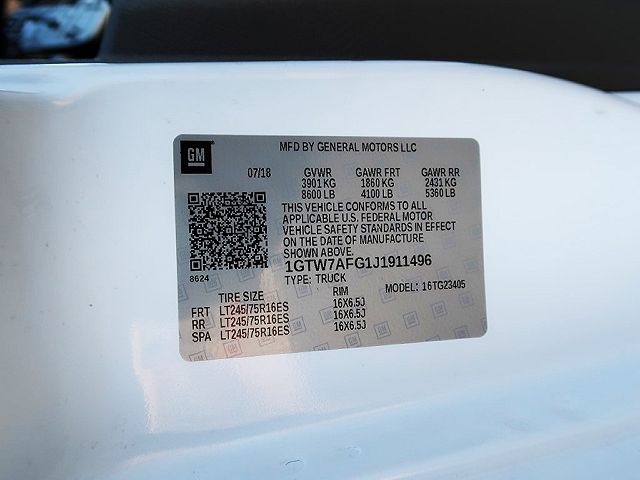 GM
MFD BY GENERAL MOTORS LLC
07/18 GVWR GAWR FRT GAWR RR
3901 KG 1860 KG 2431 KG
8600 LB 4100 LB 5360 LB
THIS VEHICLE CONFORMS TO ALL
APPLICABLE U.S. FEDERAL MOTOR
VEHICLE SAFETY STANDARDS IN EFFECT
ON THE DATE OF MANUFACTURE
SHOWN ABOVE.
8624
1GTW7AFG1J1911496
TYPE: TRUCK
MODEL: 16TG23405
TIRE SIZE RIM
FRT LT245/75R16ES 16X6.5J
RR LT245/75R16ES 16X6.5J
SPA LT245/75R16ES 16X6.5J